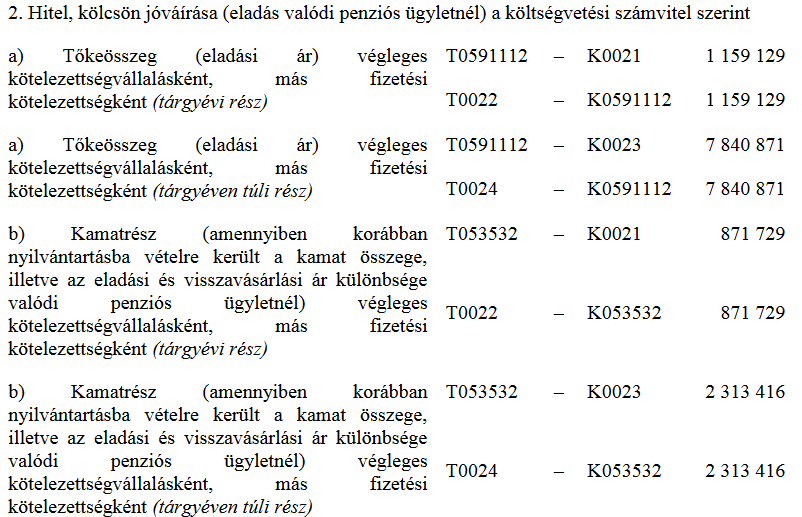 2. Hitel, kölcsön jóváírása (eladás valódi penziós ügyletnél) a költségvetési számvitel szerint
a) Tőkeösszeg (eladási ár) végleges T0591112 – K0021 1 159 129
kötelezettségvállalásként, más fizetési
kötelezettségként (tárgyévi rész) T0022 – K0591112 1 159 129
a) Tőkeösszeg (eladási ár) végleges T0591112 – K0023 7 840 871
kötelezettségvállalásként, más fizetési
kötelezettségként (tárgyéven túli rész) T0024 – K0591112 7 840 871
b) Kamatrész (amennyiben korábban T053532 – K0021 871 729
nyilvántartásba vételre került a kamat összege,
illetve az eladási és visszavásárlási ár különbsége
valódi penziós ügyletnél) végleges
kötelezettségvállalásként, más fizetési T0022 – K053532 871 729
kötelezettségként (tárgyévi rész)
b) Kamatrész (amennyiben korábban T053532 – K0023 2 313 416
nyilvántartásba vételre került a kamat összege,
illetve az eladási és visszavásárlási ár különbsége
valódi penziós ügyletnél) végleges T0024 – K053532 2 313 416
kötelezettségvállalásként, más fizetési
kötelezettségként (tárgyéven túli rész)